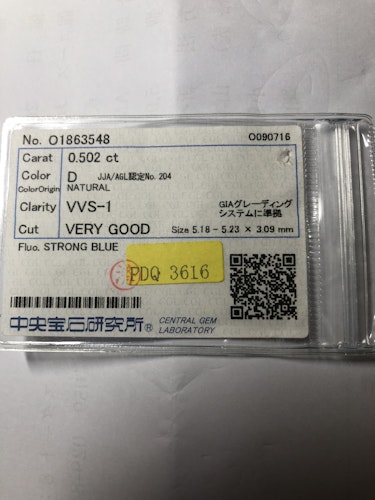 No. O1863548 O090716
Carat 0.502 ct
Color D JJA/AGL認定No. 204
ColorOrigin NATURAL
Clarity VVS-1 GIAグレーディング
システムに準拠
Cut VERY GOOD Size 5.18 - 5.23 × 3.09 mm
Fluo. STRONG BLUE
PDQ 3616
中央宝石研究所® CENTRAL GEM
LABORATORY